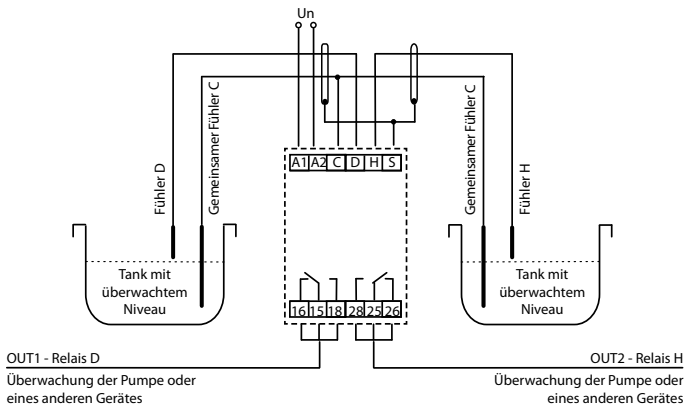 Un
Fühler D
Gemeinsamer Fühler C
Gemeinsamer Fühler C
Fühler H
A1 A2 C D H S
Tank mit
überwachtem
Niveau
Tank mit
überwachtem
Niveau
16 15 18 28 25 26
OUT1 - Relais D
Überwachung der Pumpe oder
eines anderen Gerätes
OUT2 - Relais H
Überwachung der Pumpe oder
eines anderen Gerätes